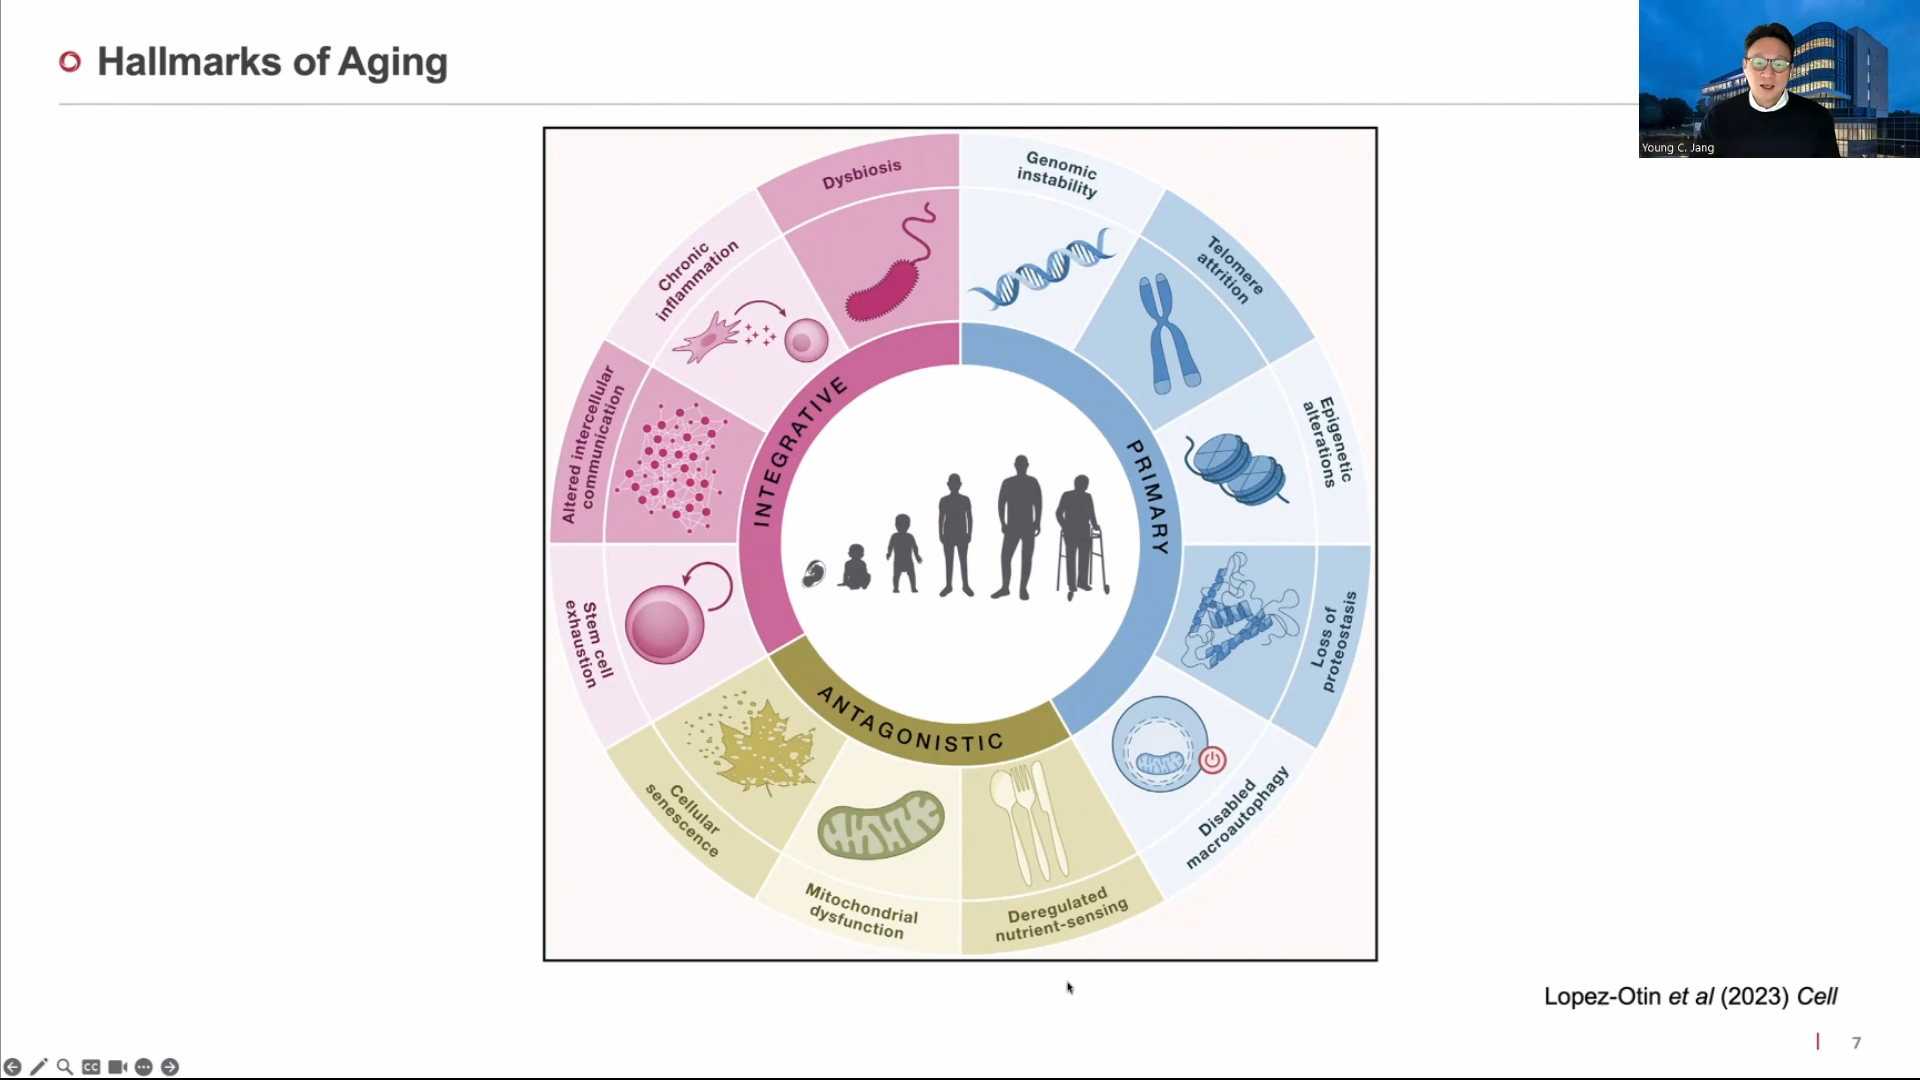 Hallmarks of Aging
Young C. Jang
Dysbiosis
Genomic
instability
Telomere
attrition
Epigenetic
alterations
Loss of
proteostasis
Disabled
macroautophagy
Deregulated
nutrient-sensing
Mitochondrial
dysfunction
Cellular
senescence
Stem cell
exhaustion
Altered intercellular
communication
Chronic
inflammation
INTEGRATIVE
PRIMARY
ANTAGONISTIC
Lopez-Otin et al (2023) Cell
7
CC